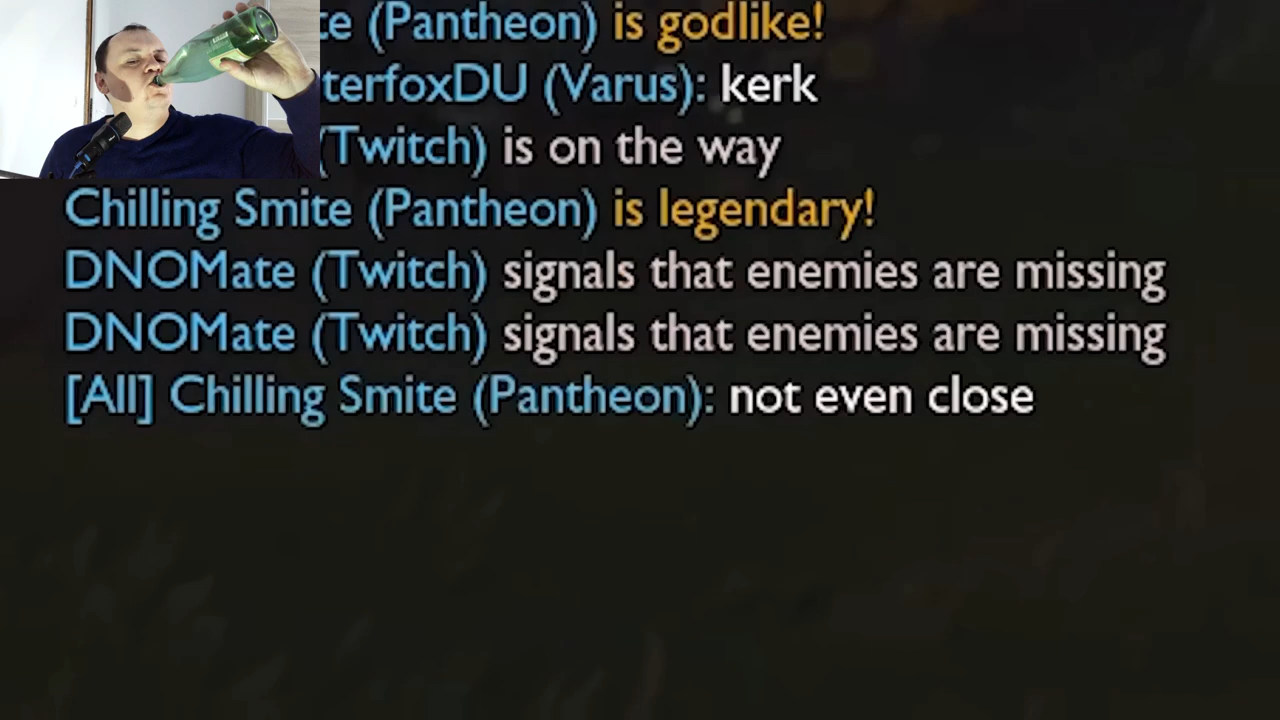 te (Pantheon) is godlike!
terfoxDU (Varus): kerk
(Twitch) is on the way
Chilling Smite (Pantheon) is legendary!
DNOMate (Twitch) signals that enemies are missing
DNOMate (Twitch) signals that enemies are missing
[All] Chilling Smite (Pantheon): not even close